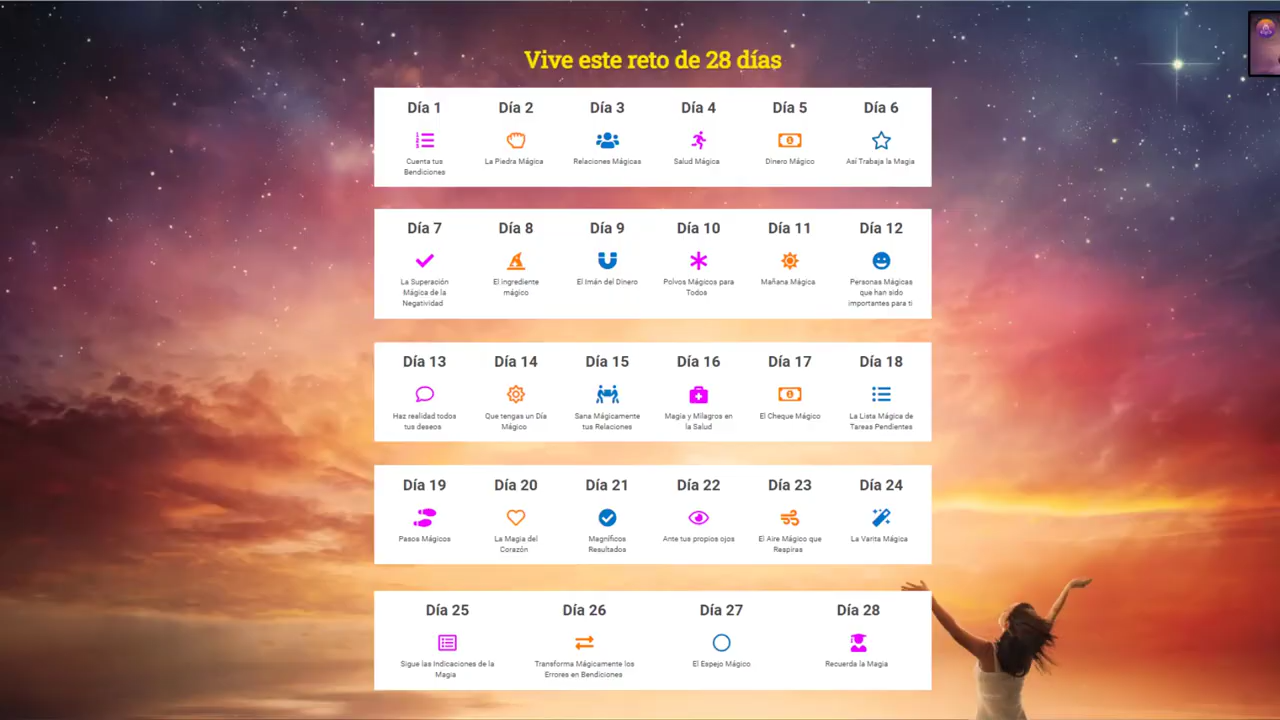 Vive este reto de 28 días
Día 1
Día 2
Día 3
Día 4
Día 5
Día 6
Cuenta tus
Bendiciones
La Piedra Mágica
Relaciones Mágicas
Salud Mágica
Dinero Mágico
Así Trabaja la Magia
Día 7
Día 8
Día 9
Día 10
Día 11
Día 12
La Superación
Mágica de la
Negatividad
El ingrediente
mágico
El Imán del Dinero
Polvos Mágicos para
Todos
Mañana Mágica
Personas Mágicas
que han sido
importantes para ti
Día 13
Día 14
Día 15
Día 16
Día 17
Día 18
Haz realidad todos
tus deseos
Que tengas un Día
Mágico
Sana Mágicamente
tus Relaciones
Magia y Milagros en
la Salud
El Cheque Mágico
La Lista Mágica de
Tareas Pendientes
Día 19
Día 20
Día 21
Día 22
Día 23
Día 24
Pasos Mágicos
La Magia del
Corazón
Magníficos
Resultados
Ante tus propios ojos
El Aire Mágico que
Respiras
La Varita Mágica
Día 25
Día 26
Día 27
Día 28
Sigue las Indicaciones de la
Magia
Transforma Mágicamente los
Errores en Bendiciones
El Espejo Mágico
Recuerda la Magia